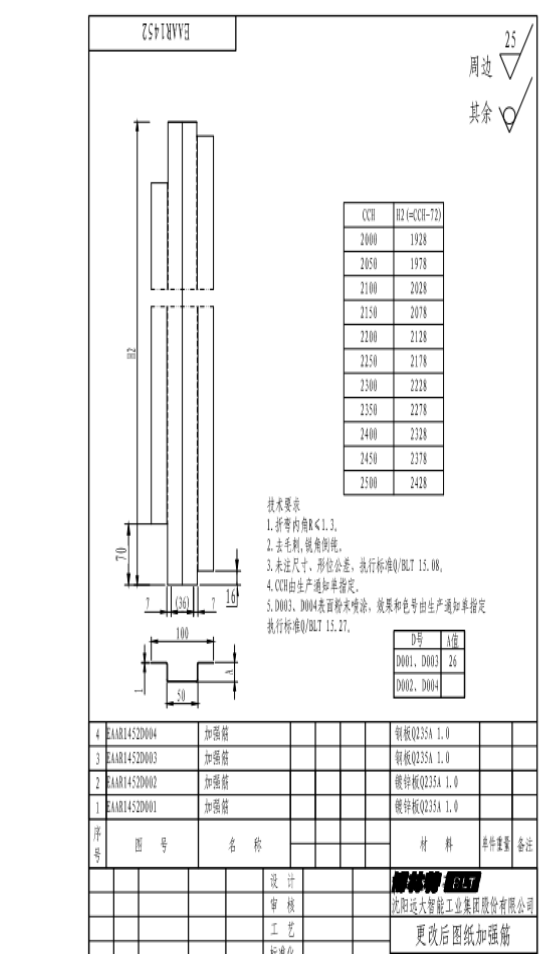 EAAR1452
25
周边
其余
H2
70
7
(36)
7
16
100
1
A
50
CCH H2(=CCH-72)
2000 1928
2050 1978
2100 2028
2150 2078
2200 2128
2250 2178
2300 2228
2350 2278
2400 2328
2450 2378
2500 2428
技术要求
1.折弯内角R≤1.3。
2.去毛刺,锐角倒钝。
3.未注尺寸、形位公差，执行标准Q/BLT 15.08。
4.CCH由生产通知单指定。
5.D003、D004表面粉末喷涂，效果和色号由生产通知单指定
执行标准Q/BLT 15.27。
D号 A值
D001、D003 26
D002、D004
4 EAAR1452D004 加强筋 钢板Q235A 1.0
3 EAAR1452D003 加强筋 钢板Q235A 1.0
2 EAAR1452D002 加强筋 镀锌板Q235A 1.0
1 EAAR1452D001 加强筋 镀锌板Q235A 1.0
序号 图号 名称 材料 单件重量 备注
设计
审核
工艺
标准化
博林特 BLT
沈阳远大智能工业集团股份有限公司
更改后图纸加强筋